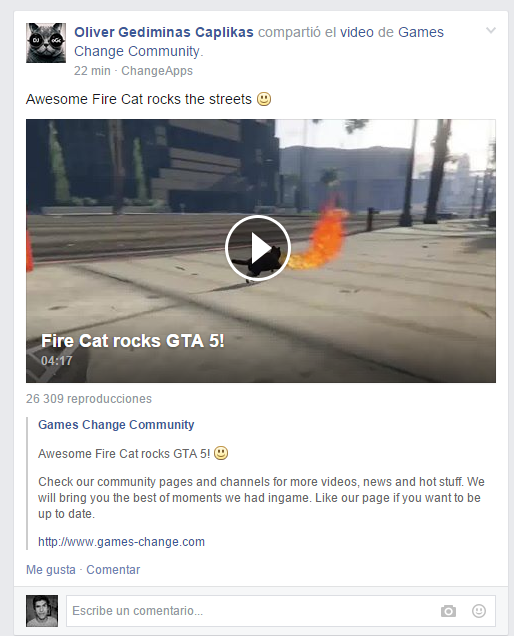 Oliver Gediminas Caplikas compartió el video de Games
Change Community.
22 min · ChangeApps
Awesome Fire Cat rocks the streets
Fire Cat rocks GTA 5!
04:17
26 309 reproducciones
Games Change Community
Awesome Fire Cat rocks GTA 5!
Check our community pages and channels for more videos, news and hot stuff. We
will bring you the best of moments we had ingame. Like our page if you want to be
up to date.
http://www.games-change.com
Me gusta · Comentar
Escribe un comentario...